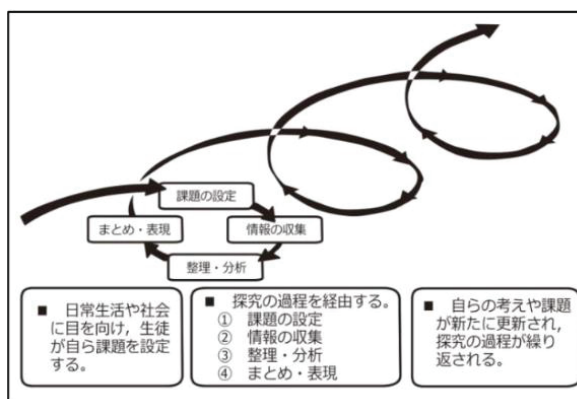 課題の設定
まとめ・表現
情報の収集
整理・分析
■ 日常生活や社会
に目を向け，生徒
が自ら課題を設定
する。
■ 探究の過程を経由する。
① 課題の設定
② 情報の収集
③ 整理・分析
④ まとめ・表現
■ 自らの考えや課題
が新たに更新され，
探究の過程が繰り
返される。